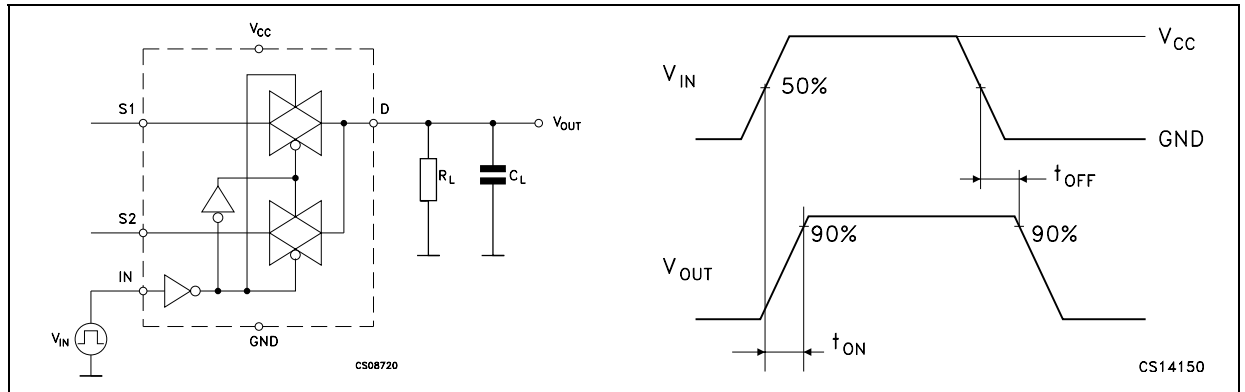 VCC
S1
D
VOUT
RL
CL
S2
IN
VIN
GND
CS08720
VIN
50%
VCC
GND
tOFF
90%
90%
VOUT
tON
CS14150